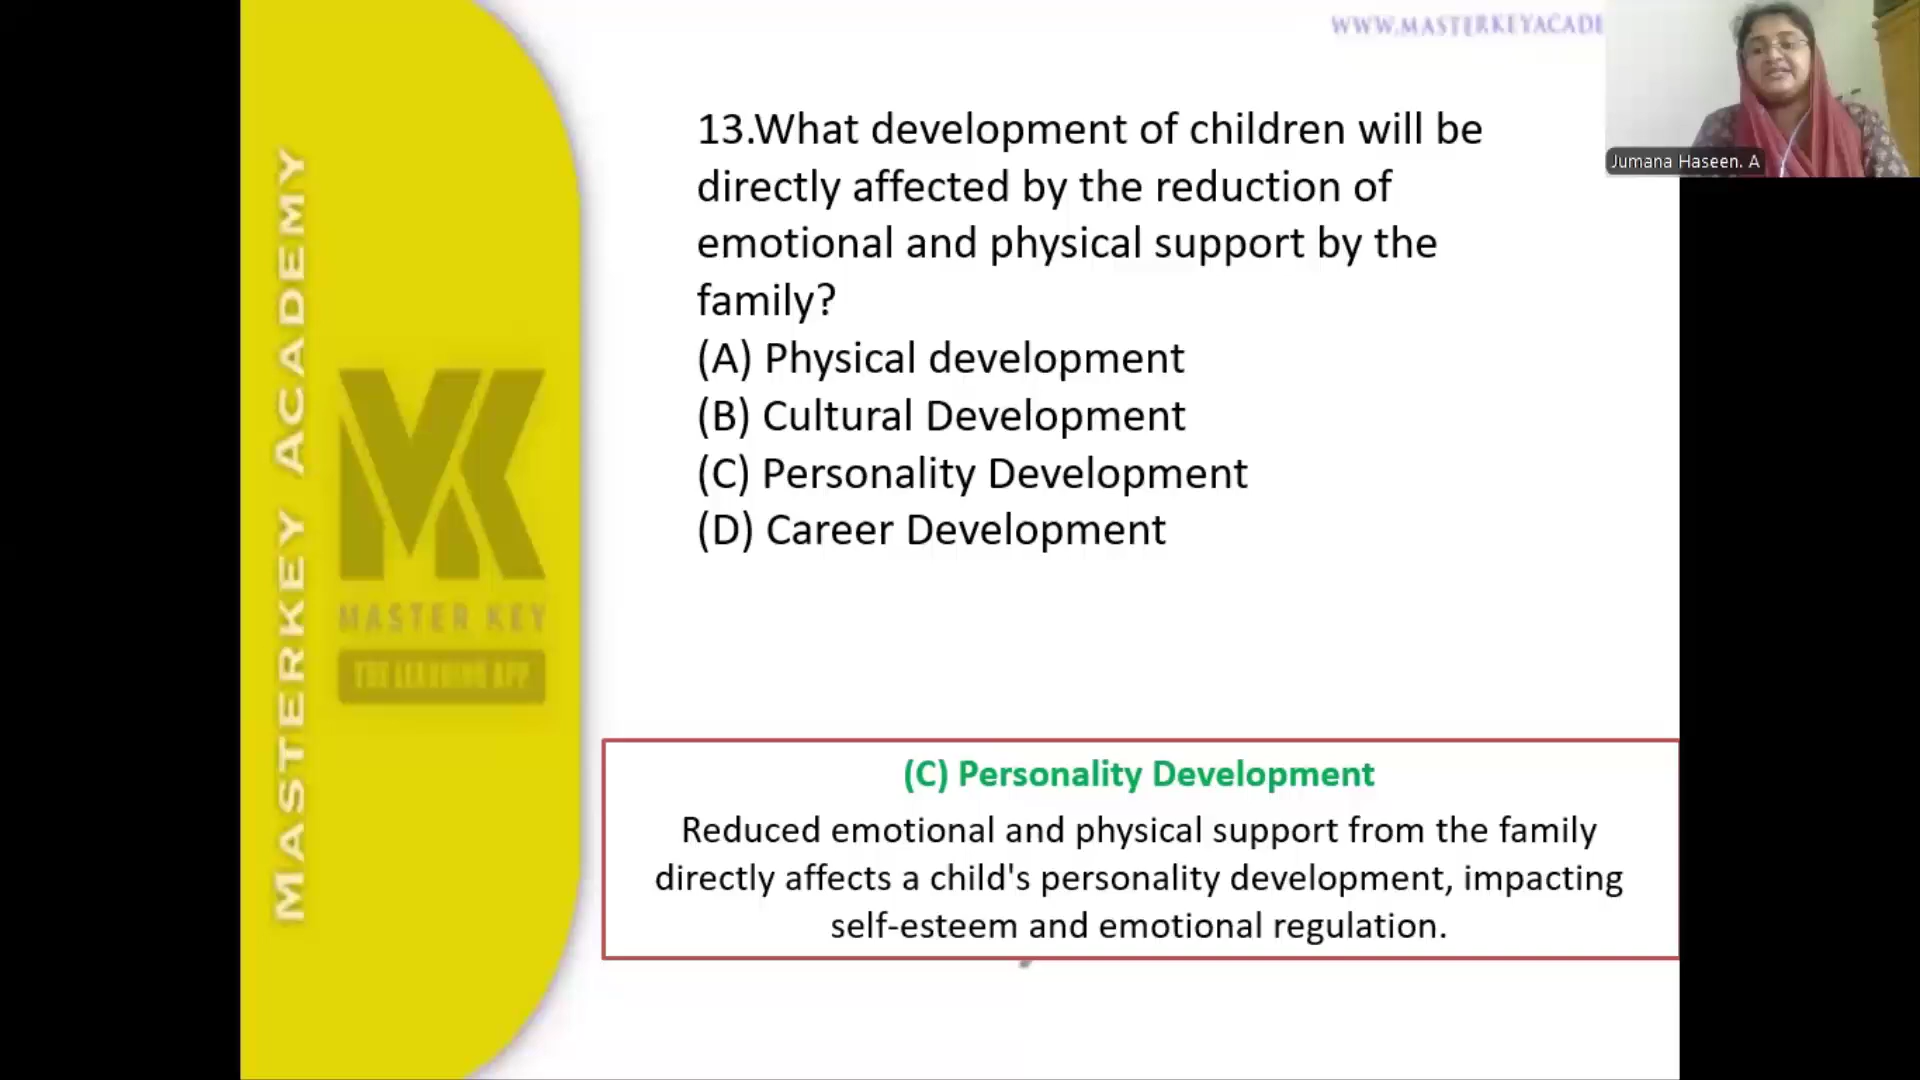 WWW.MASTERKEYACADE
Jumana Haseen. A
MASTERKEY ACADEMY
MASTER KEY
THE LEARNING APP
13.What development of children will be
directly affected by the reduction of
emotional and physical support by the
family?
(A) Physical development
(B) Cultural Development
(C) Personality Development
(D) Career Development
(C) Personality Development
Reduced emotional and physical support from the family
directly affects a child's personality development, impacting
self-esteem and emotional regulation.